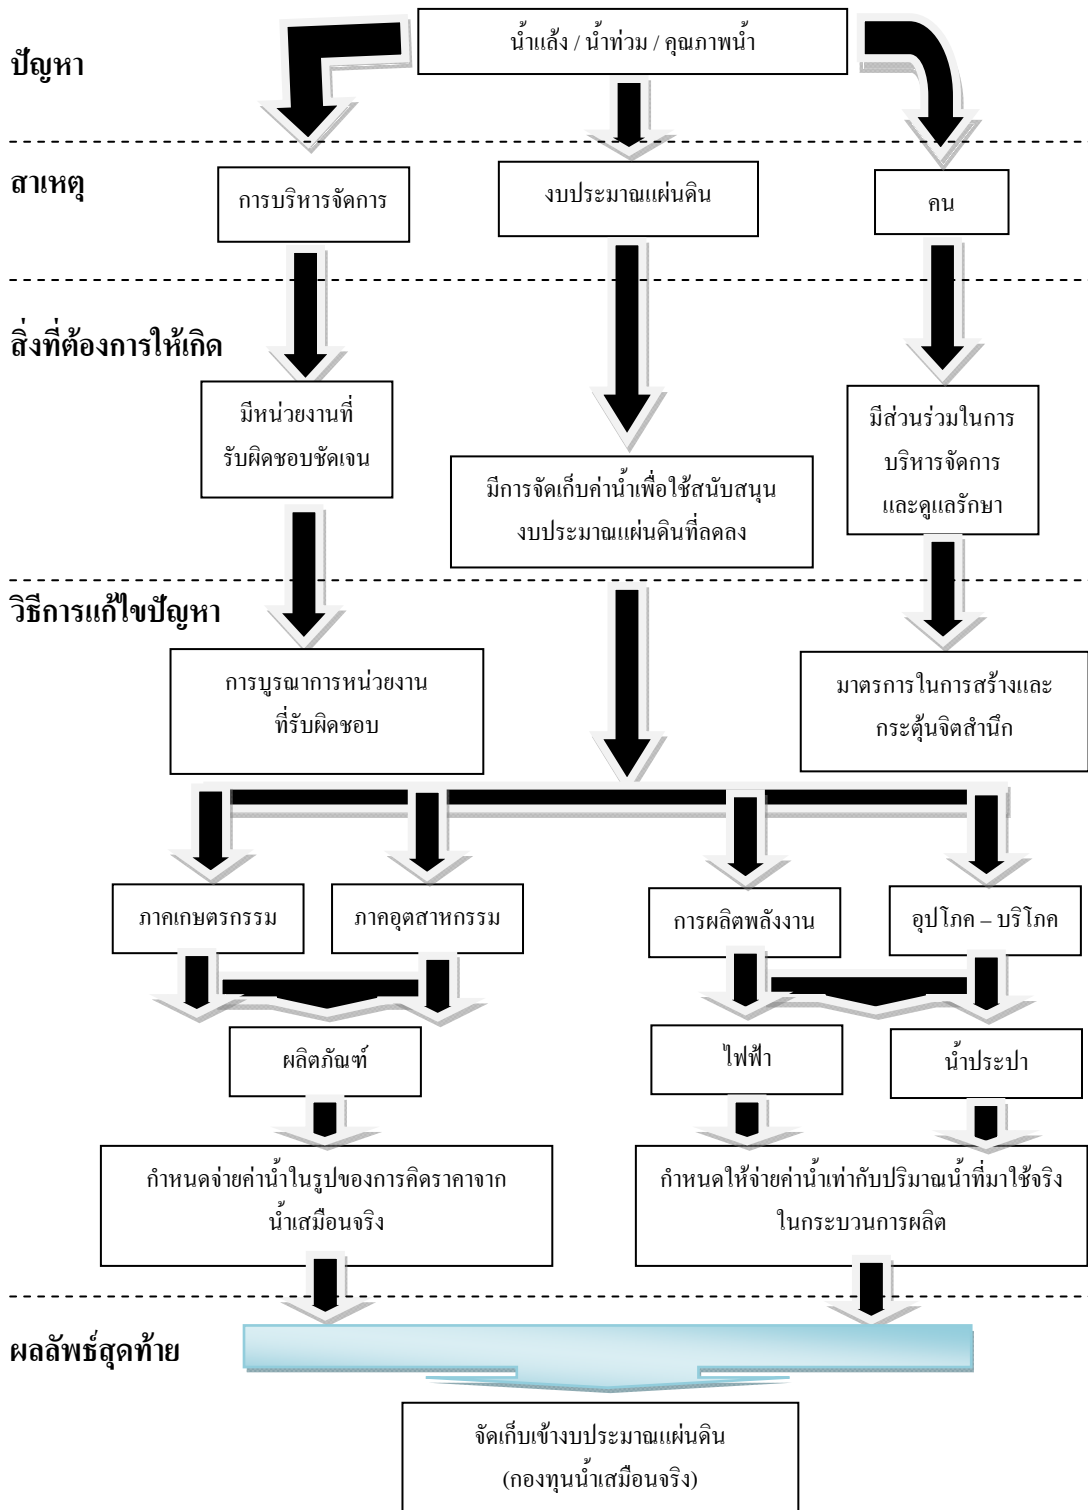 น้ำแล้ง / น้ำท่วม / คุณภาพน้ำ
ปัญหา
สาเหตุ
การบริหารจัดการ
งบประมาณแผ่นดิน
คน
สิ่งที่ต้องการให้เกิด
มีหน่วยงานที่
รับผิดชอบชัดเจน
มีการจัดเก็บค่าน้ำเพื่อใช้สนับสนุน
งบประมาณแผ่นดินที่ลดลง
มีส่วนร่วมในการ
บริหารจัดการ
และดูแลรักษา
วิธีการแก้ไขปัญหา
การบูรณาการหน่วยงาน
ที่รับผิดชอบ
มาตรการในการสร้างและ
กระตุ้นจิตสำนึก
ภาคเกษตรกรรม
ภาคอุตสาหกรรม
การผลิตพลังงาน
อุปโภค – บริโภค
ผลิตภัณฑ์
ไฟฟ้า
น้ำประปา
กำหนดจ่ายค่าน้ำในรูปของการคิดราคาจาก
น้ำเสมือนจริง
กำหนดให้จ่ายค่าน้ำเท่ากับปริมาณน้ำที่มาใช้จริง
ในกระบวนการผลิต
ผลลัพธ์สุดท้าย
จัดเก็บเข้างบประมาณแผ่นดิน
(กองทุนน้ำเสมือนจริง)